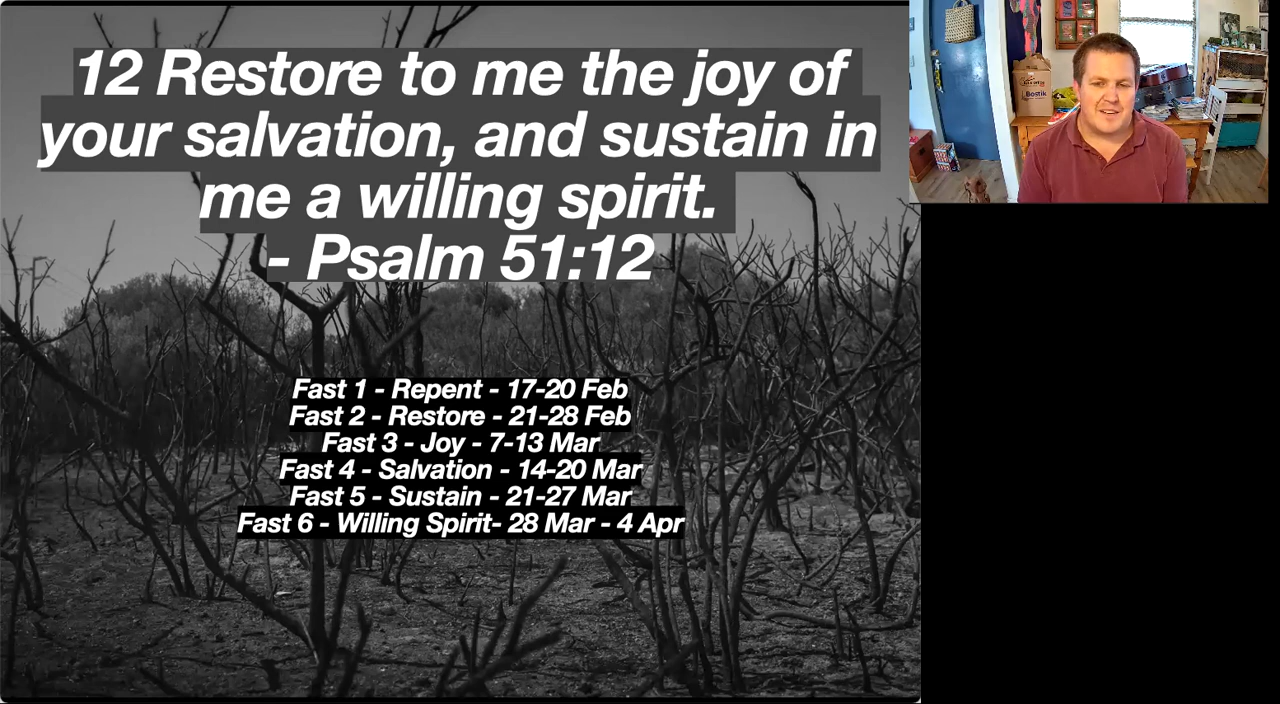 12 Restore to me the joy of
your salvation, and sustain in
me a willing spirit.
- Psalm 51:12
Fast 1 - Repent - 17-20 Feb
Fast 2 - Restore - 21-28 Feb
Fast 3 - Joy - 7-13 Mar
Fast 4 - Salvation - 14-20 Mar
Fast 5 - Sustain - 21-27 Mar
Fast 6 - Willing Spirit- 28 Mar - 4 Apr
Bostik